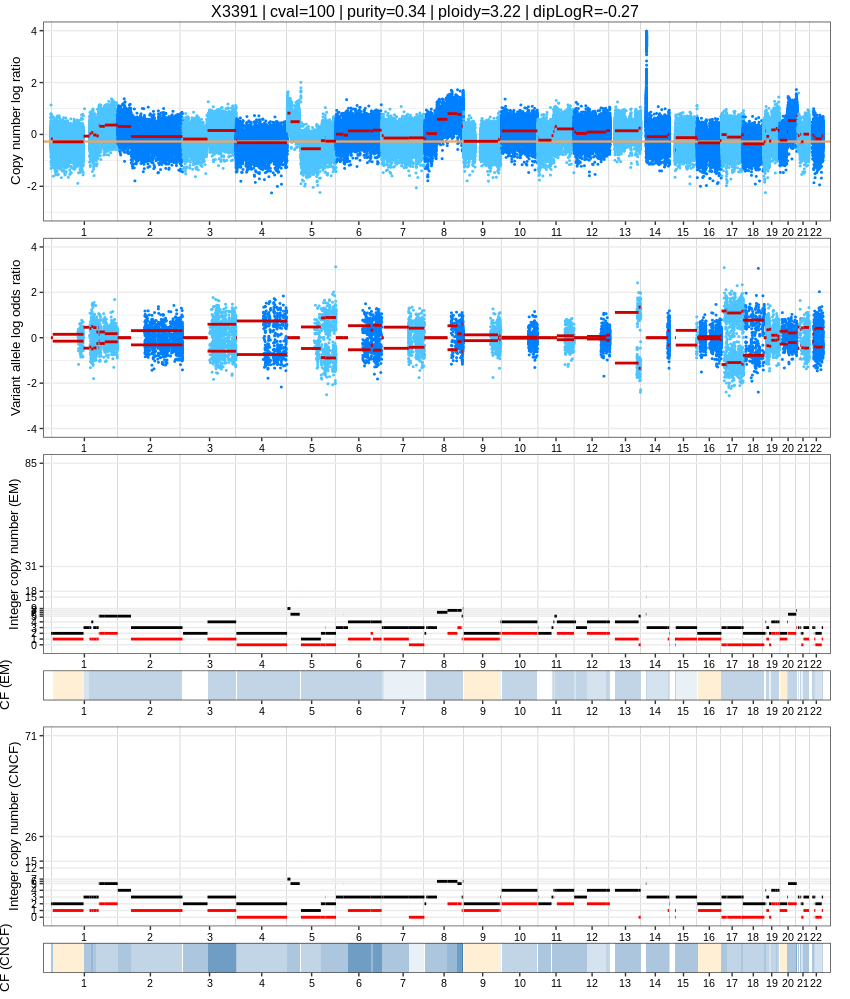 X3391 | cval=100 | purity=0.34 | ploidy=3.22 | dipLogR=-0.27
Copy number log ratio
4
2
0
-2
1 2 3 4 5 6 7 8 9 10 11 12 13 14 15 16 17 18 19 20 21 22
Variant allele log odds ratio
4
2
0
-2
-4
1 2 3 4 5 6 7 8 9 10 11 12 13 14 15 16 17 18 19 20 21 22
Integer copy number (EM)
85
31
18
15
2
1
0
1 2 3 4 5 6 7 8 9 10 11 12 13 14 15 16 17 18 19 20 21 22
CF (EM)
1 2 3 4 5 6 7 8 9 10 11 12 13 14 15 16 17 18 19 20 21 22
Integer copy number (CNCF)
71
26
15
12
2
1
0
1 2 3 4 5 6 7 8 9 10 11 12 13 14 15 16 17 18 19 20 21 22
CF (CNCF)
1 2 3 4 5 6 7 8 9 10 11 12 13 14 15 16 17 18 19 20 21 22